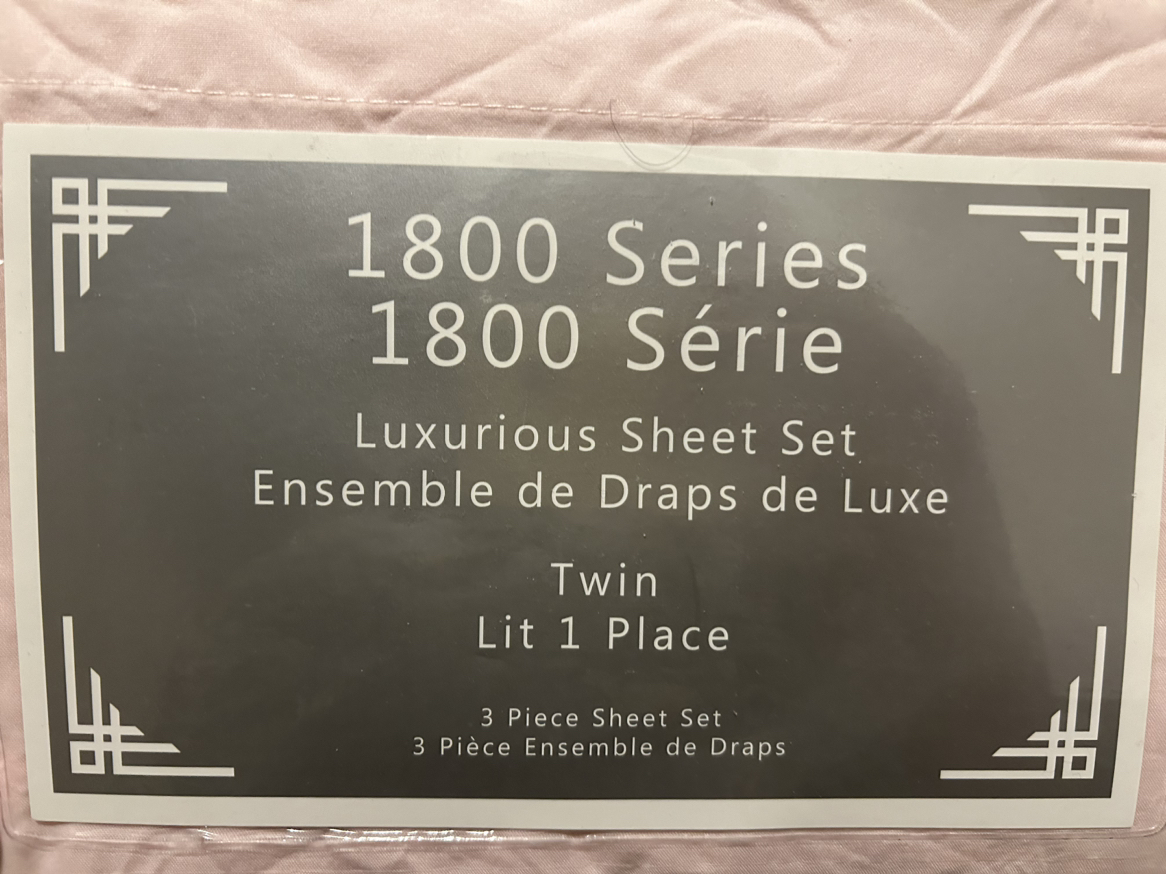 1800 Series
1800 Série
Luxurious Sheet Set
Ensemble de Draps de Luxe
Twin
Lit 1 Place
3 Piece Sheet Set
3 Pièce Ensemble de Draps